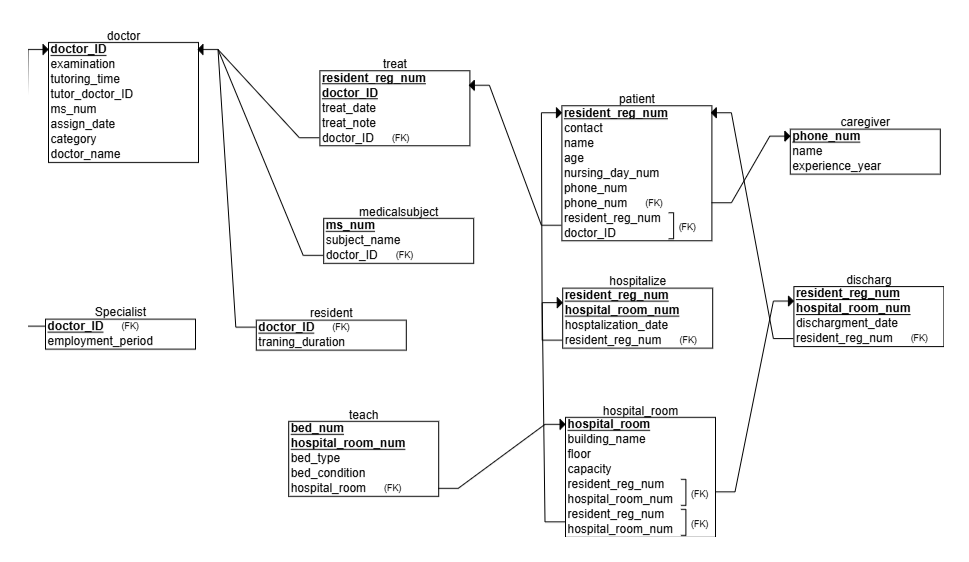 doctor
doctor_ID
examination
tutoring_time
tutor_doctor_ID
ms_num
assign_date
category
doctor_name
treat
resident_reg_num
doctor_ID
treat_date
treat_note
doctor_ID (FK)
patient
resident_reg_num
contact
name
age
nursing_day_num
phone_num
phone_num (FK)
resident_reg_num
doctor_ID
(FK)
caregiver
phone_num
name
experience_year
medicalsubject
ms_num
subject_name
doctor_ID (FK)
Specialist
doctor_ID (FK)
employment_period
resident
doctor_ID (FK)
traning_duration
hospitalize
resident_reg_num
hospital_room_num
hosptalization_date
resident_reg_num (FK)
discharg
resident_reg_num
hospital_room_num
dischargment_date
resident_reg_num (FK)
teach
bed_num
hospital_room_num
bed_type
bed_condition
hospital_room (FK)
hospital_room
hospital_room
building_name
floor
capacity
resident_reg_num
hospital_room_num
(FK)
resident_reg_num
hospital_room_num
(FK)